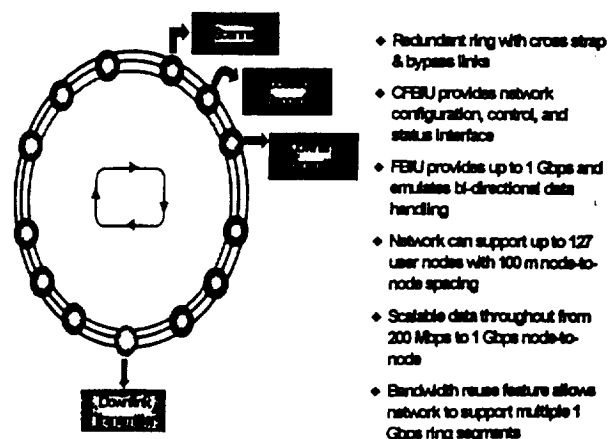 ◆ Redundant ring with cross strap
& bypass links
◆ CFBIU provides network
configuration, control, and
status interface
◆ FBIU provides up to 1 Gbps and
emulates bi-directional data
handling
◆ Network can support up to 127
user nodes with 100 m node-to-
node spacing
◆ Scalable data throughout from
200 Mbps to 1 Gbps node-to-
node
◆ Bandwidth reuse feature allows
network to support multiple 1
Gbps ring segments
Downlink